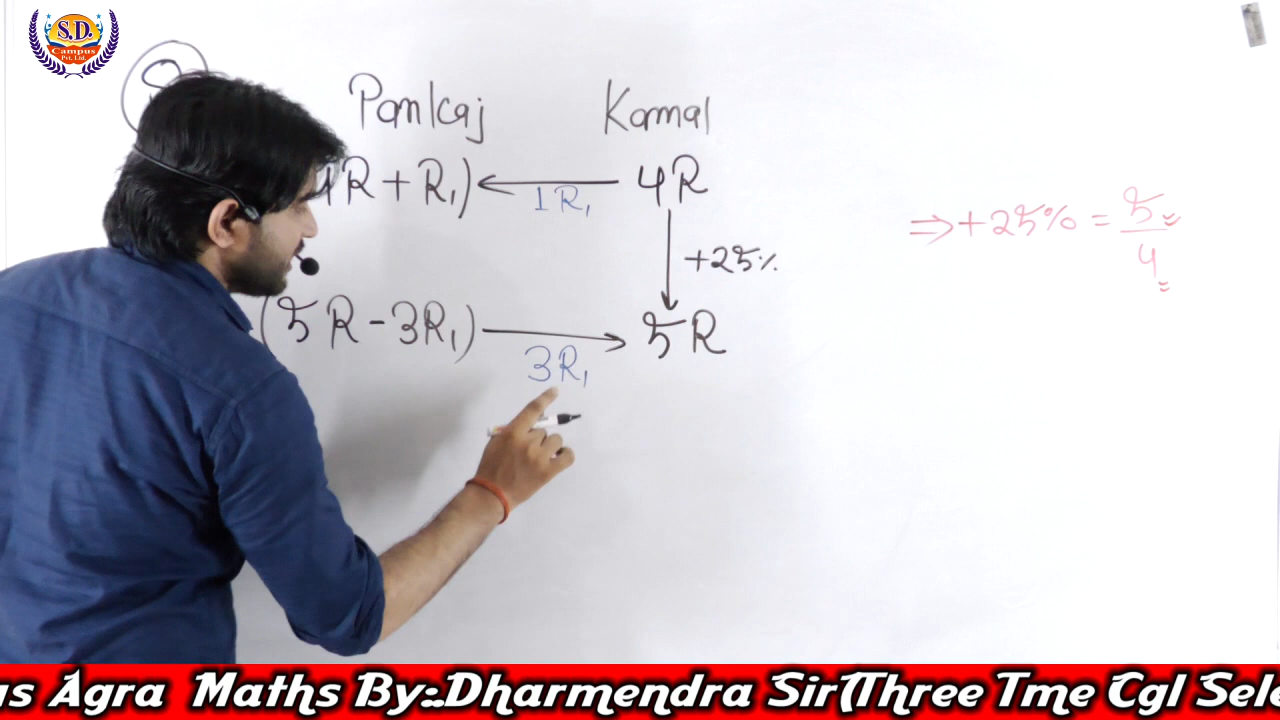 S.D.
Campus
Pvt. Ltd.
Pankaj Kamal
R + R₁) 1R₁ 4R
+25%
⇒ +25% = 5/4
(5R - 3R₁) 3R₁ 5R
us Agra Maths By:-Dharmendra Sir(Three Tme Cgl Sele